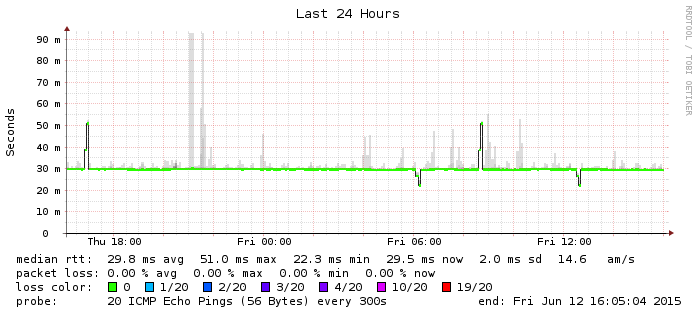 Last 24 Hours
RRDTOOL / TOBI OETIKER
Seconds
90 m
80 m
70 m
60 m
50 m
40 m
30 m
20 m
10 m
0
Thu 18:00 Fri 00:00 Fri 06:00 Fri 12:00
median rtt: 29.8 ms avg 51.0 ms max 22.3 ms min 29.5 ms now 2.0 ms sd 14.6 am/s
packet loss: 0.00 % avg 0.00 % max 0.00 % min 0.00 % now
loss color: 0 1/20 2/20 3/20 4/20 10/20 19/20
probe: 20 ICMP Echo Pings (56 Bytes) every 300s end: Fri Jun 12 16:05:04 2015